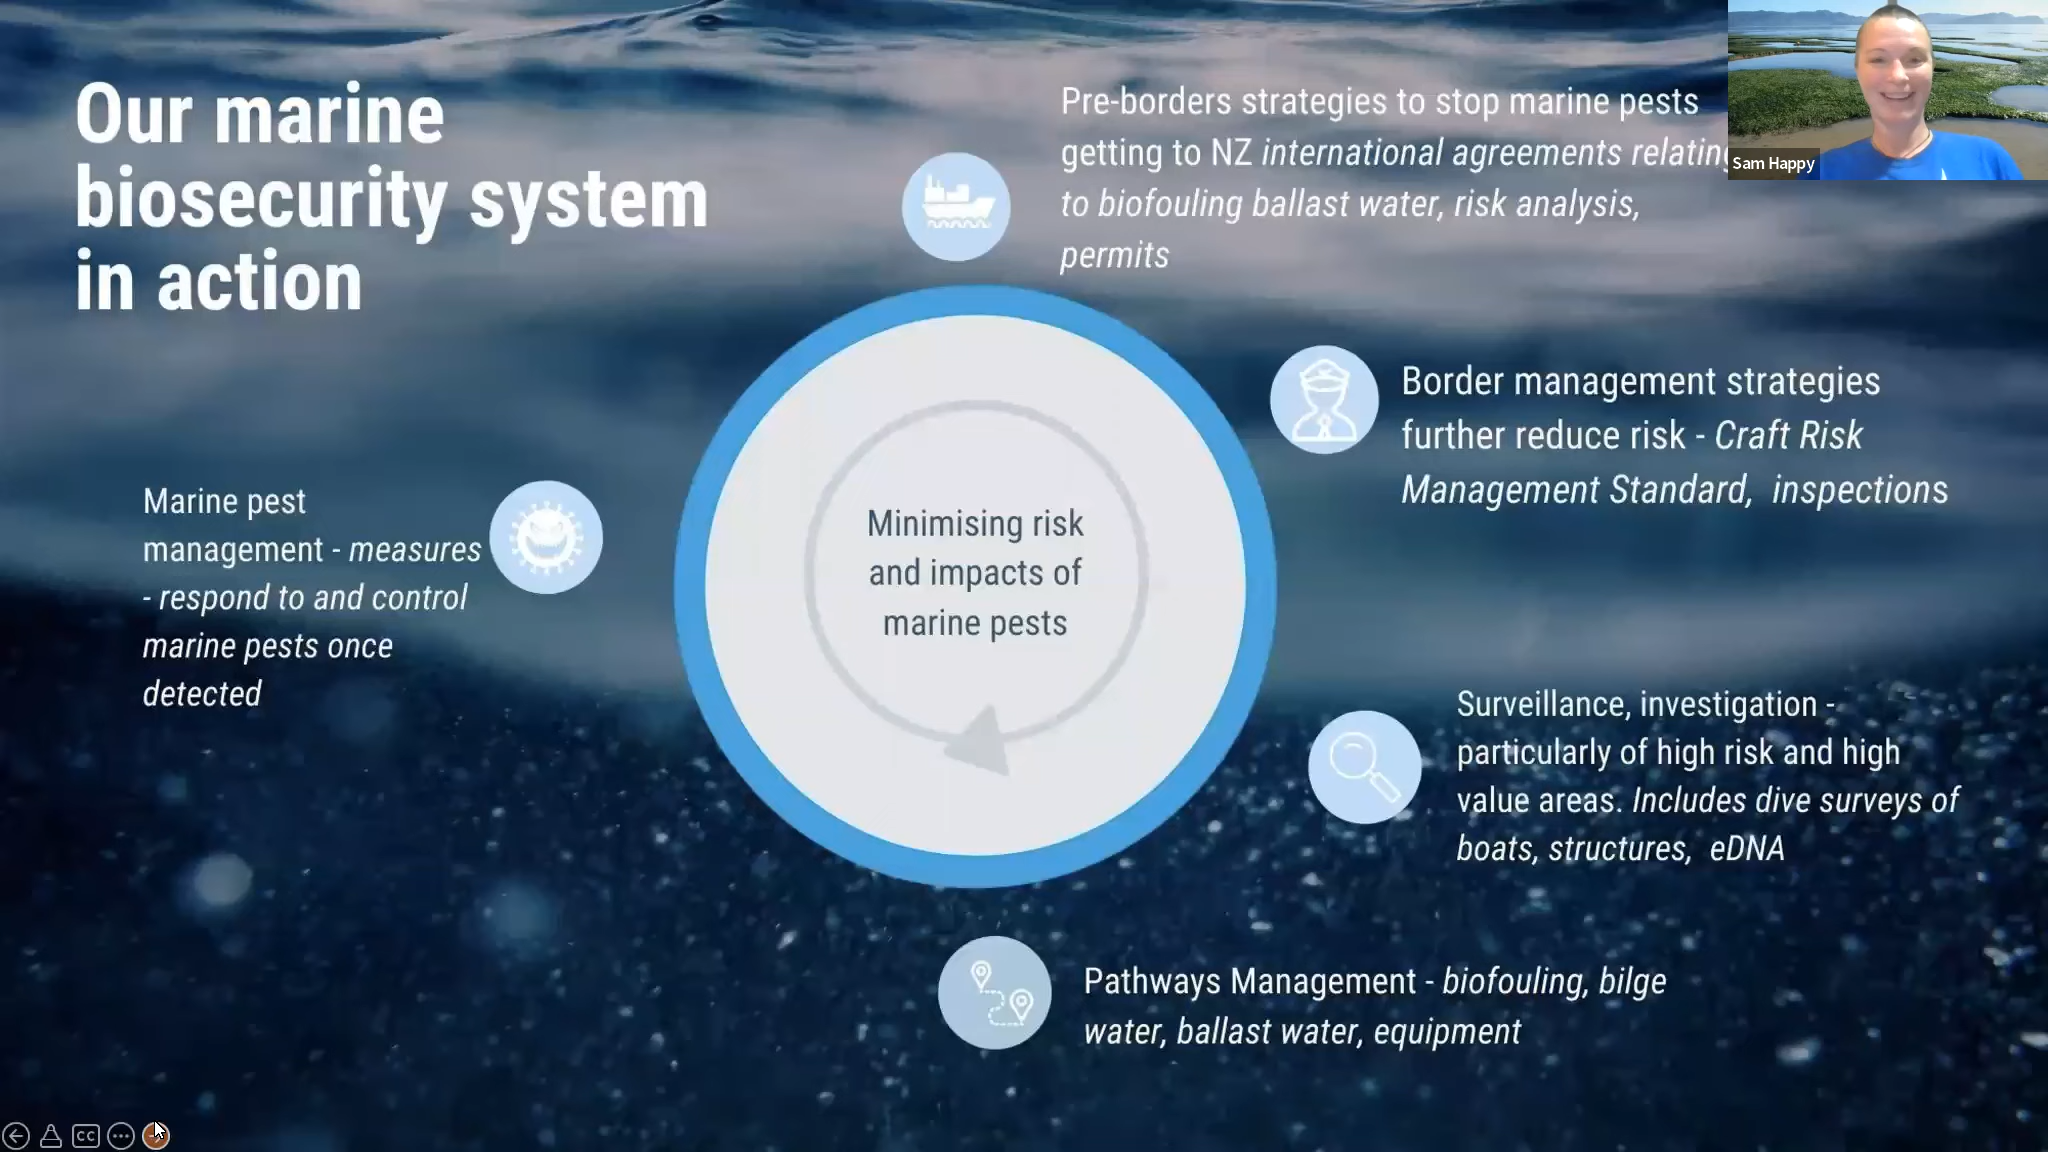 Our marine
biosecurity system
in action
Pre-borders strategies to stop marine pests
getting to NZ international agreements relating
to biofouling ballast water, risk analysis,
permits
Sam Happy
Border management strategies
further reduce risk - Craft Risk
Management Standard, inspections
Marine pest
management - measures
- respond to and control
marine pests once
detected
Minimising risk
and impacts of
marine pests
Surveillance, investigation -
particularly of high risk and high
value areas. Includes dive surveys of
boats, structures, eDNA
Pathways Management - biofouling, bilge
water, ballast water, equipment
CC